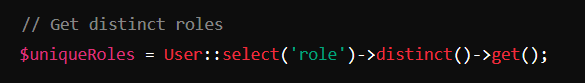 // Get distinct roles
$uniqueRoles = User::select('role')->distinct()->get();